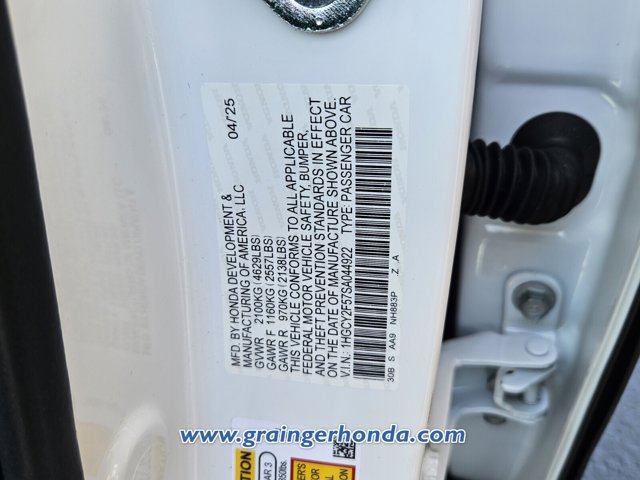 MFD. BY HONDA DEVELOPMENT & 04/25
MANUFACTURING OF AMERICA, LLC
GVWR 2100KG (4629LBS)
GAWR F 1160KG (2557LBS)
GAWR R 970KG (2138LBS)
THIS VEHICLE CONFORMS TO ALL APPLICABLE
FEDERAL MOTOR VEHICLE SAFETY, BUMPER,
AND THEFT PREVENTION STANDARDS IN EFFECT
ON THE DATE OF MANUFACTURE SHOWN ABOVE.
V.I.N.: 1HGCY2F57SA044922 TYPE: PASSENGER CAR
30B S AA9 NH883P Z _A
www.graingerhonda.com